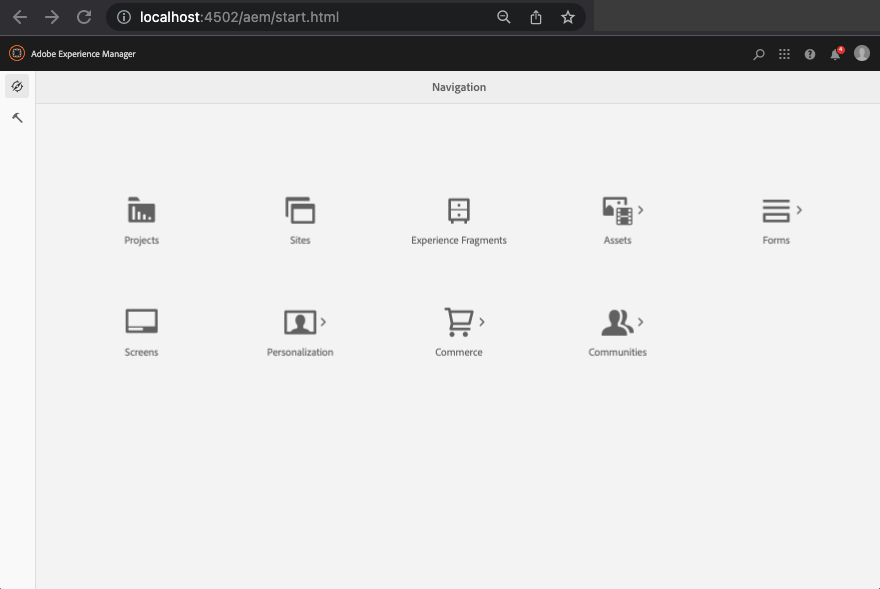 localhost:4502/aem/start.html
Adobe Experience Manager
4
Navigation
Projects
Sites
Experience Fragments
Assets
Forms
Screens
Personalization
Commerce
Communities